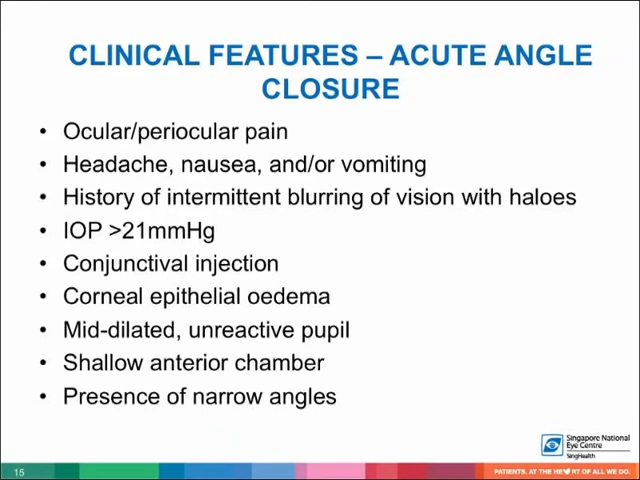 CLINICAL FEATURES – ACUTE ANGLE
CLOSURE
• Ocular/periocular pain
• Headache, nausea, and/or vomiting
• History of intermittent blurring of vision with haloes
• IOP >21mmHg
• Conjunctival injection
• Corneal epithelial oedema
• Mid-dilated, unreactive pupil
• Shallow anterior chamber
• Presence of narrow angles
Singapore National
Eye Centre
SingHealth
15
PATIENTS. AT THE HE♥RT OF ALL WE DO.